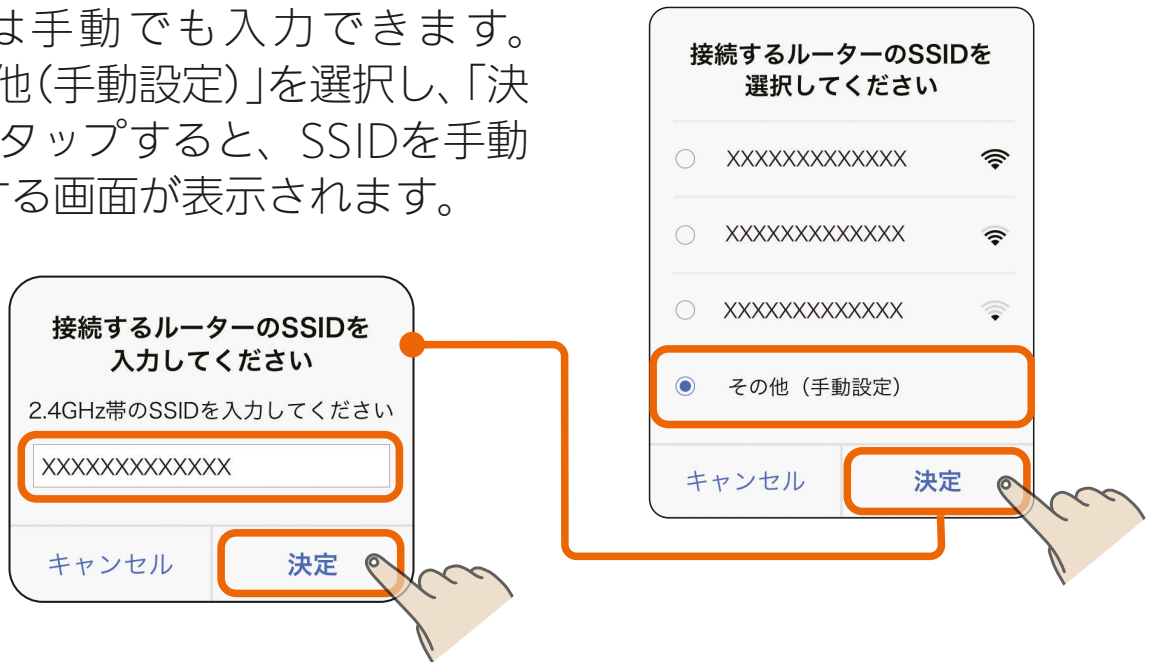 は手動でも入力できます。
他(手動設定)」を選択し、「決
タップすると、SSIDを手動
する画面が表示されます。
接続するルーターのSSIDを
選択してください
XXXXXXXXXXXXX
XXXXXXXXXXXXX
XXXXXXXXXXXXX
その他（手動設定）
キャンセル 決定
接続するルーターのSSIDを
入力してください
2.4GHz帯のSSIDを入力してください
XXXXXXXXXXXXX
キャンセル 決定